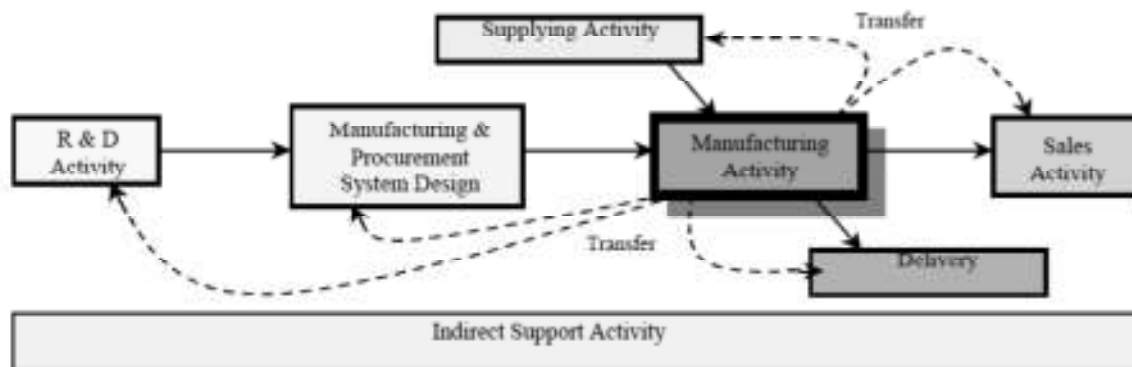 Transfer
Supplying Activity
R & D
Activity
Manufacturing &
Procurement
System Design
Manufacturing
Activity
Sales
Activity
Transfer
Delivery
Indirect Support Activity